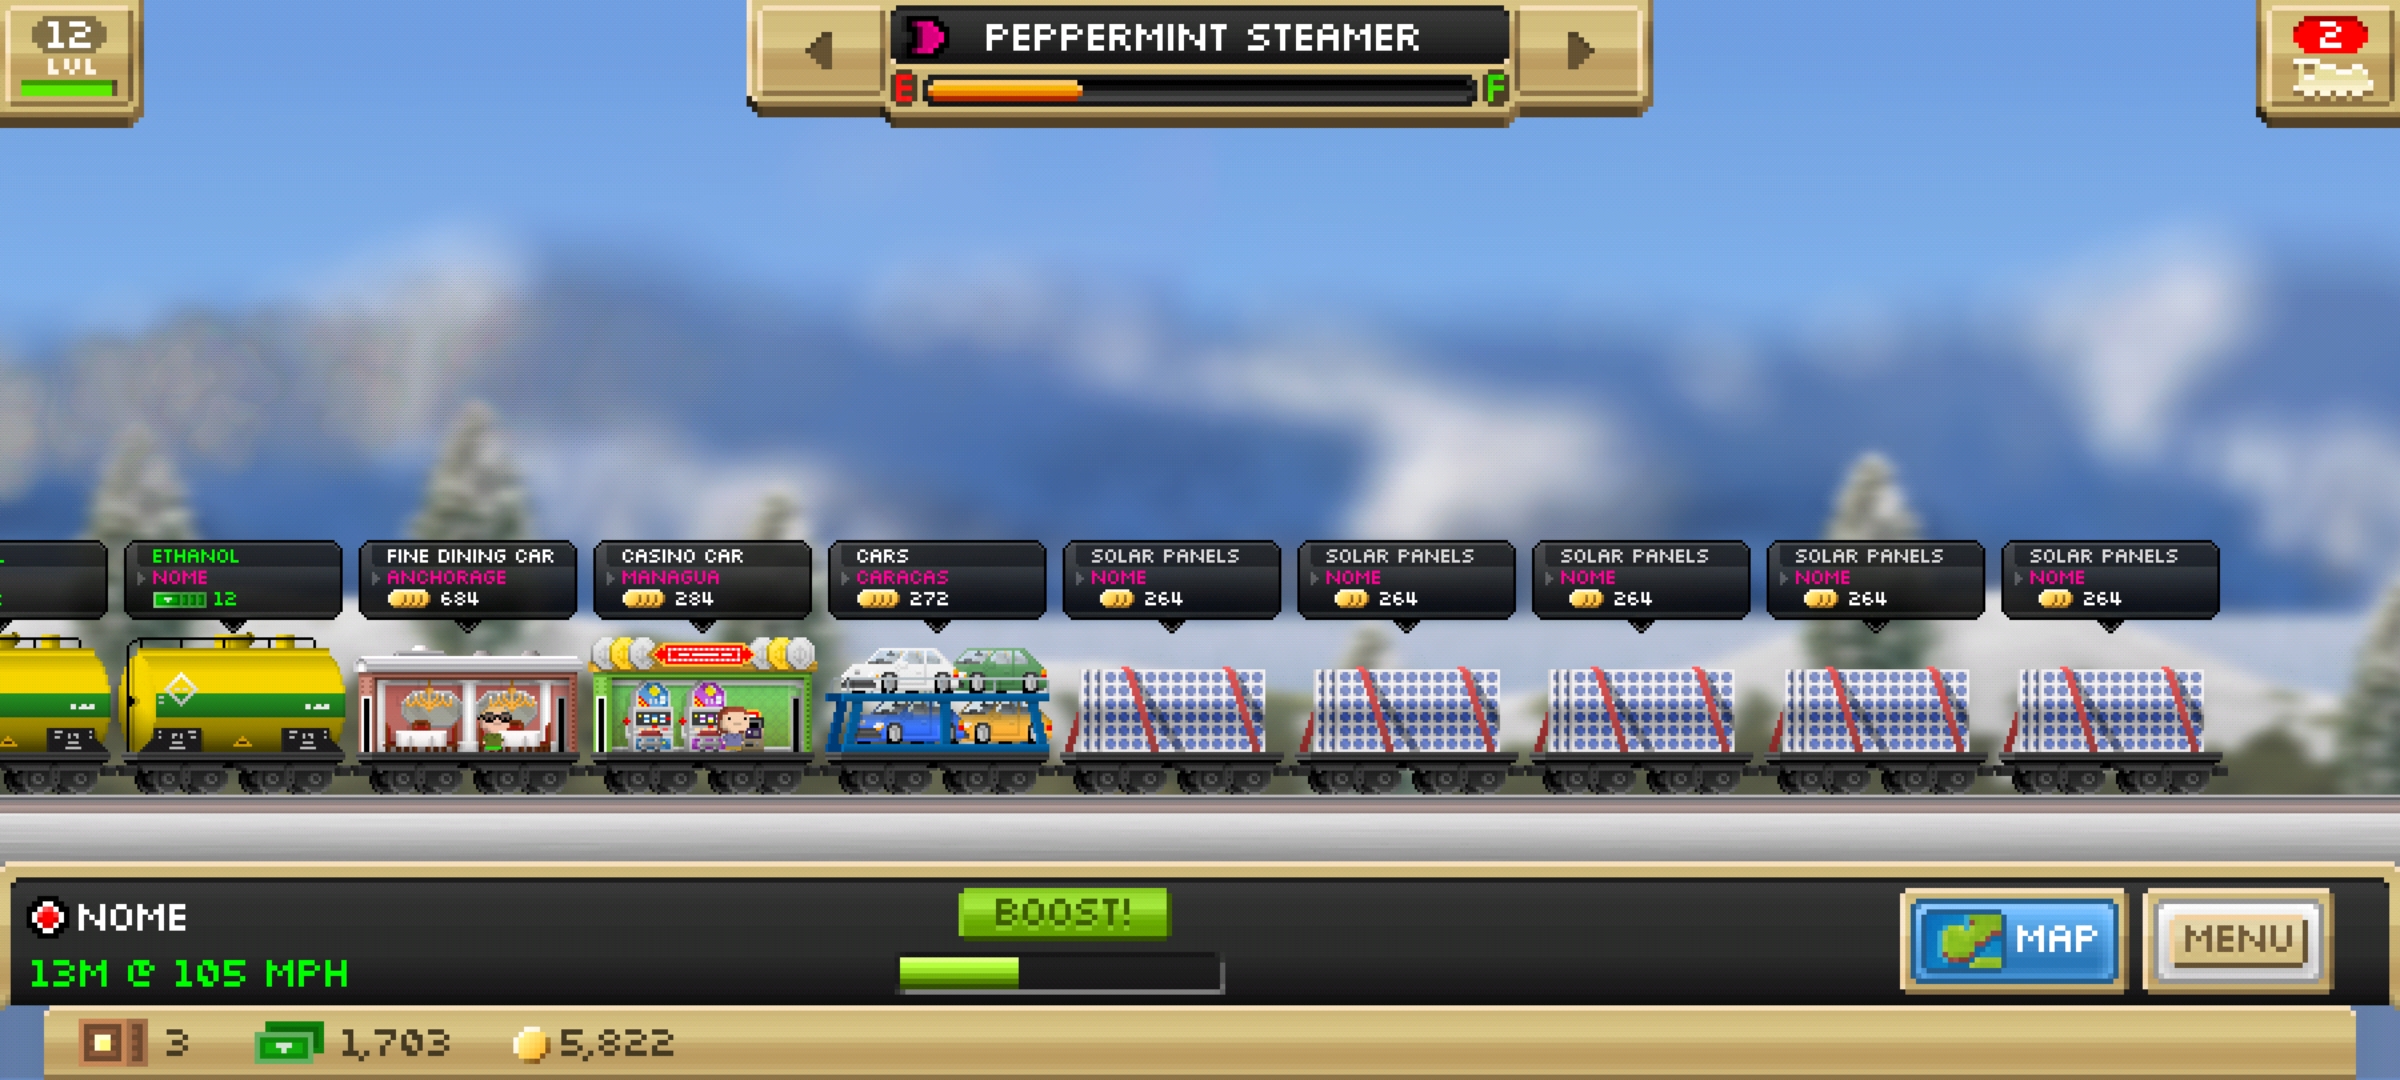 12
LVL
PEPPERMINT STEAMER
E F
2
ETHANOL
NOME
12
FINE DINING CAR
ANCHORAGE
684
CASINO CAR
MANAGUA
284
CARS
CARACAS
272
SOLAR PANELS
NOME
264
SOLAR PANELS
NOME
264
SOLAR PANELS
NOME
264
SOLAR PANELS
NOME
264
SOLAR PANELS
NOME
264
NOME
13M @ 105 MPH
BOOST!
MAP
MENU
3
1,703
5,822